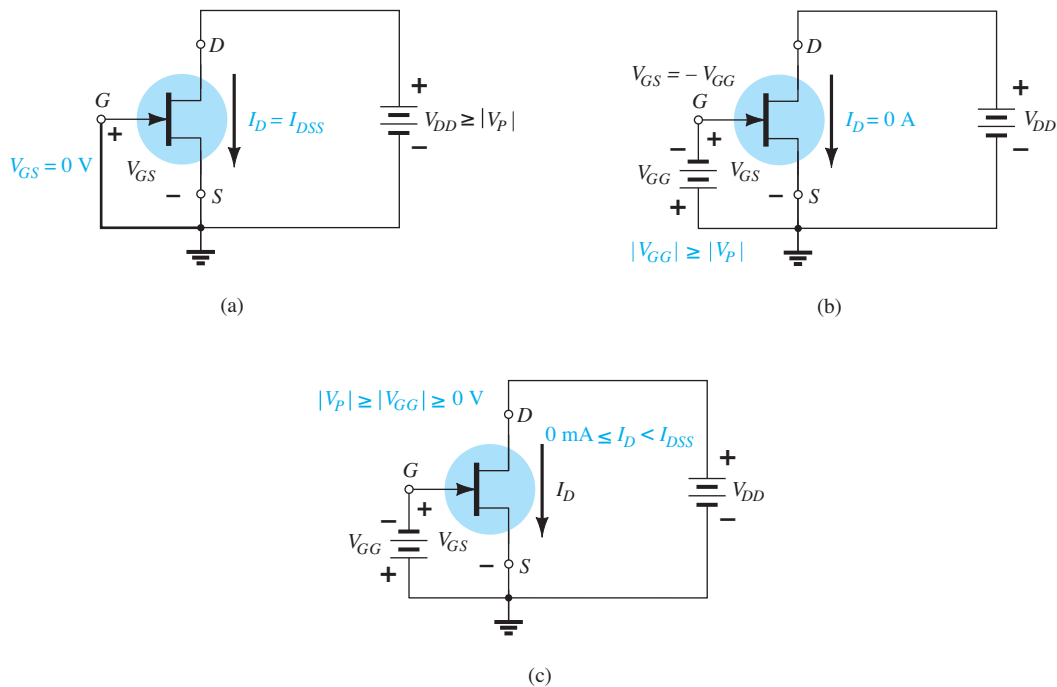 D
G
+
I_D = I_DSS
+
V_DD ≥ |V_P|
−
V_GS = 0 V
V_GS
−
S
(a)
D
V_GS = − V_GG
G
+
I_D = 0 A
+
V_DD
−
−
V_GG
+
V_GS
−
S
|V_GG| ≥ |V_P|
(b)
|V_P| ≥ |V_GG| ≥ 0 V
D
0 mA ≤ I_D < I_DSS
G
+
I_D
+
V_DD
−
−
V_GG
+
V_GS
−
S
(c)